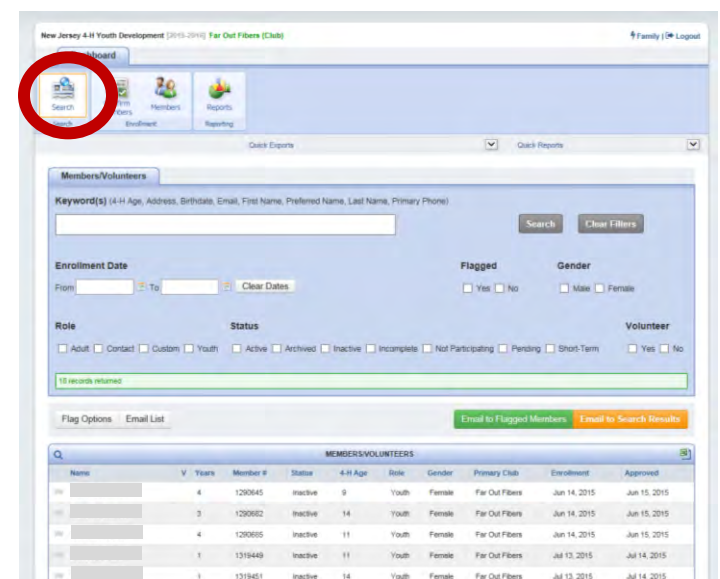 New Jersey 4-H Youth Development [2015-2016] Far Out Fibers (Club) Family | Logout
Dashboard
Search Members Reports
Search Enrollment Reporting
Quick Exports Quick Reports
Members/Volunteers
Keyword(s) (4-H Age, Address, Birthdate, Email, First Name, Preferred Name, Last Name, Primary Phone)
Search Clear Filters
Enrollment Date Flagged Gender
From To Clear Dates Yes No Male Female
Role Status Volunteer
Adult Contact Custom Youth Active Archived Inactive Incomplete Not Participating Pending Short-Term Yes No
records returned
Flag Options Email List Email to Flagged Members Email to Search Results
MEMBERS/VOLUNTEERS
Name V Years Member # Status 4-H Age Role Gender Primary Club Enrollment Approved
4 1290645 Inactive 9 Youth Female Far Out Fibers Jun 14, 2015 Jun 15, 2015
3 1290682 Inactive 14 Youth Female Far Out Fibers Jun 14, 2015 Jun 15, 2015
4 Inactive 11 Youth Female Far Out Fibers Jun 14, 2015 Jun 15, 2015
1 1319449 Inactive 11 Youth Female Far Out Fibers Jul 13, 2015 Jul 14, 2015
1 1319451 Inactive 14 Youth Female Far Out Fibers Jul 13, 2015 Jul 14, 2015